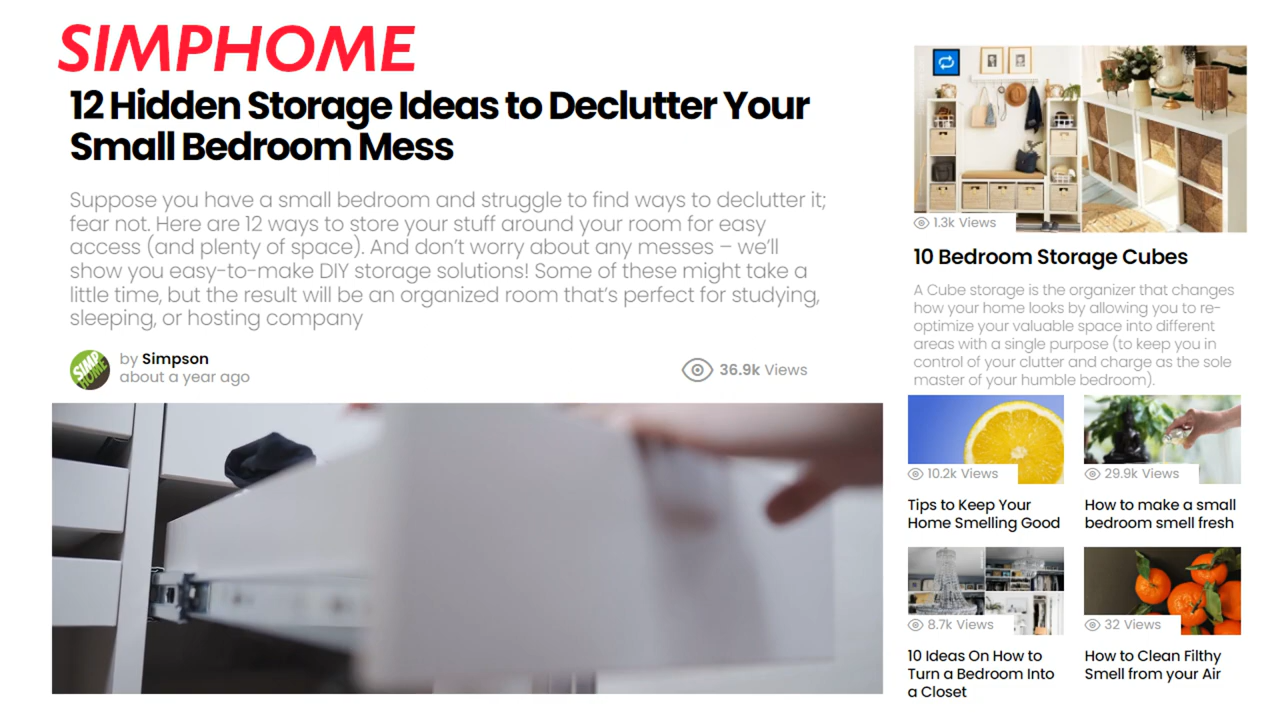 SIMPHOME
12 Hidden Storage Ideas to Declutter Your
Small Bedroom Mess
Suppose you have a small bedroom and struggle to find ways to declutter it;
fear not. Here are 12 ways to store your stuff around your room for easy
access (and plenty of space). And don't worry about any messes – we'll
show you easy-to-make DIY storage solutions! Some of these might take a
little time, but the result will be an organized room that's perfect for studying,
sleeping, or hosting company
SIMP
HOME
by Simpson
about a year ago
36.9k Views
1.3k Views
10 Bedroom Storage Cubes
A Cube storage is the organizer that changes
how your home looks by allowing you to re-
optimize your valuable space into different
areas with a single purpose (to keep you in
control of your clutter and charge as the sole
master of your humble bedroom).
10.2k Views
Tips to Keep Your
Home Smelling Good
29.9k Views
How to make a small
bedroom smell fresh
8.7k Views
10 Ideas On How to
Turn a Bedroom Into
a Closet
32 Views
How to Clean Filthy
Smell from your Air